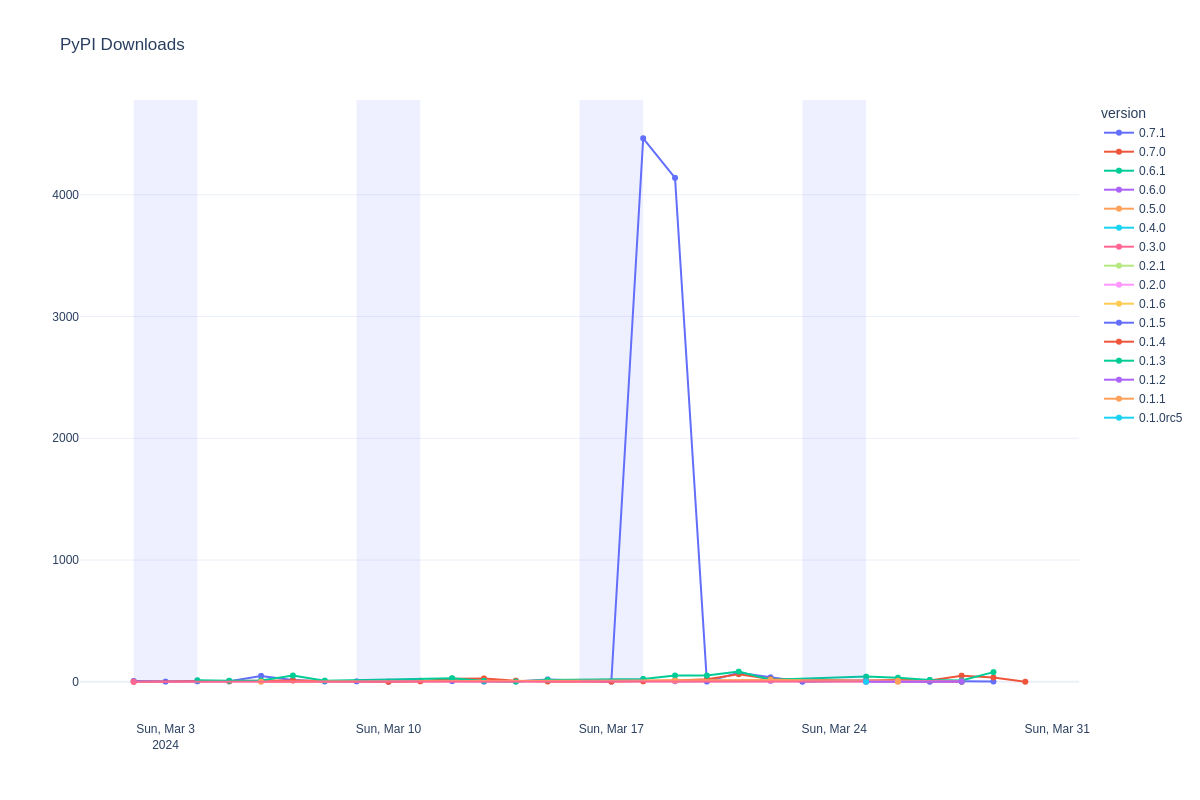 PyPI Downloads
4000
3000
2000
1000
0
Sun, Mar 3
2024
Sun, Mar 10
Sun, Mar 17
Sun, Mar 24
Sun, Mar 31
version
0.7.1
0.7.0
0.6.1
0.6.0
0.5.0
0.4.0
0.3.0
0.2.1
0.2.0
0.1.6
0.1.5
0.1.4
0.1.3
0.1.2
0.1.1
0.1.0rc5